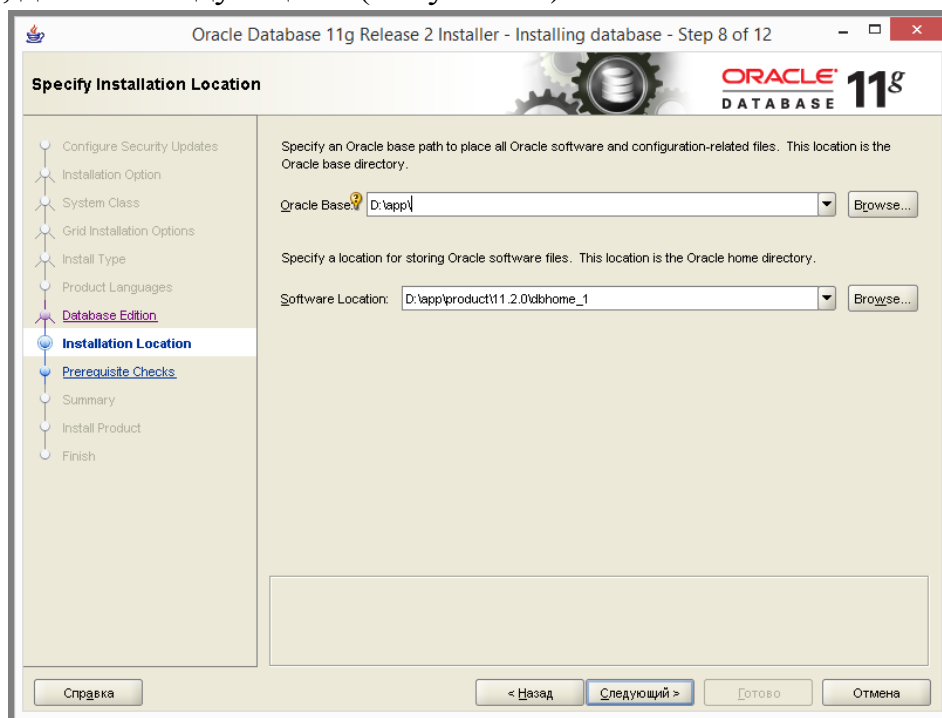 Oracle Database 11g Release 2 Installer - Installing database - Step 8 of 12
Specify Installation Location
ORACLE 11g
DATABASE
Configure Security Updates
Installation Option
System Class
Grid Installation Options
Install Type
Product Languages
Database Edition
Installation Location
Prerequisite Checks
Summary
Install Product
Finish
Specify an Oracle base path to place all Oracle software and configuration-related files. This location is the
Oracle base directory.
Oracle Base: D:\app\ Browse...
Specify a location for storing Oracle software files. This location is the Oracle home directory.
Software Location: D:\app\product\11.2.0\dbhome_1 Browse...
Справка < Назад Следующий > Готово Отмена